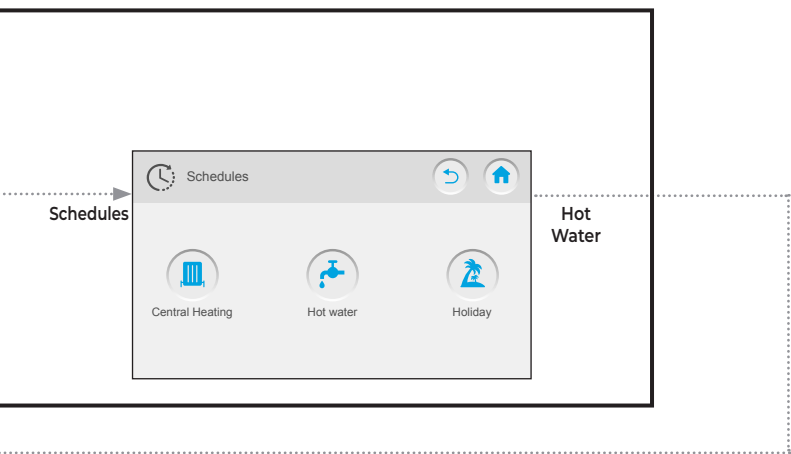 Schedules
Schedules
Hot
Water
Central Heating
Hot water
Holiday